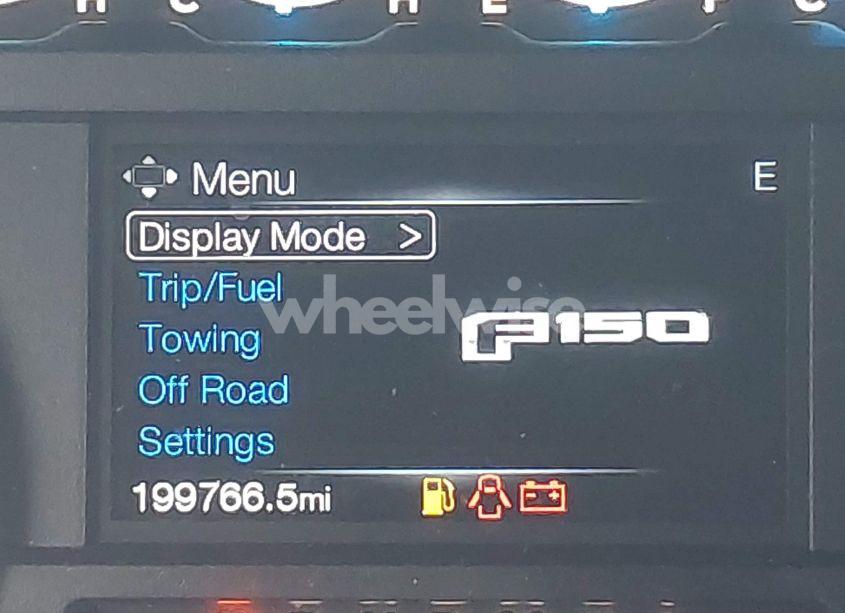 H C H E F C
Menu E
Display Mode >
Trip/Fuel
wheelwise
F150
Towing
Off Road
Settings
199766.5mi